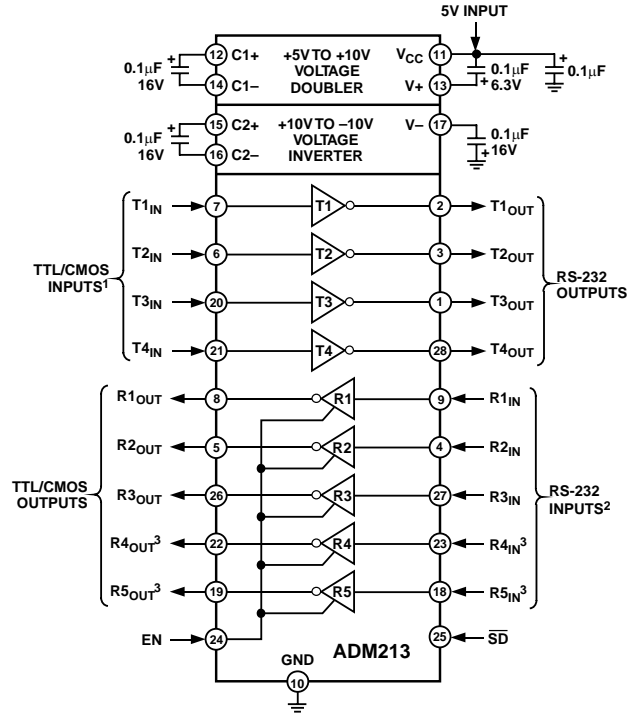 5V INPUT
0.1μF
16V
12
C1+
14
C1–
+5V TO +10V
VOLTAGE
DOUBLER
VCC
11
V+
13
0.1μF
6.3V
0.1μF
0.1μF
16V
15
C2+
16
C2–
+10V TO –10V
VOLTAGE
INVERTER
V–
17
0.1μF
16V
TTL/CMOS
INPUTS1
T1IN
7
T1
2
T1OUT
T2IN
6
T2
3
T2OUT
T3IN
20
T3
1
T3OUT
T4IN
21
T4
28
T4OUT
RS-232
OUTPUTS
TTL/CMOS
OUTPUTS
R1OUT
8
R1
9
R1IN
R2OUT
5
R2
4
R2IN
R3OUT
26
R3
27
R3IN
R4OUT3
22
R4
23
R4IN3
R5OUT3
19
R5
18
R5IN3
RS-232
INPUTS2
EN
24
ADM213
25
SD
GND
10
+
+
+
+
+